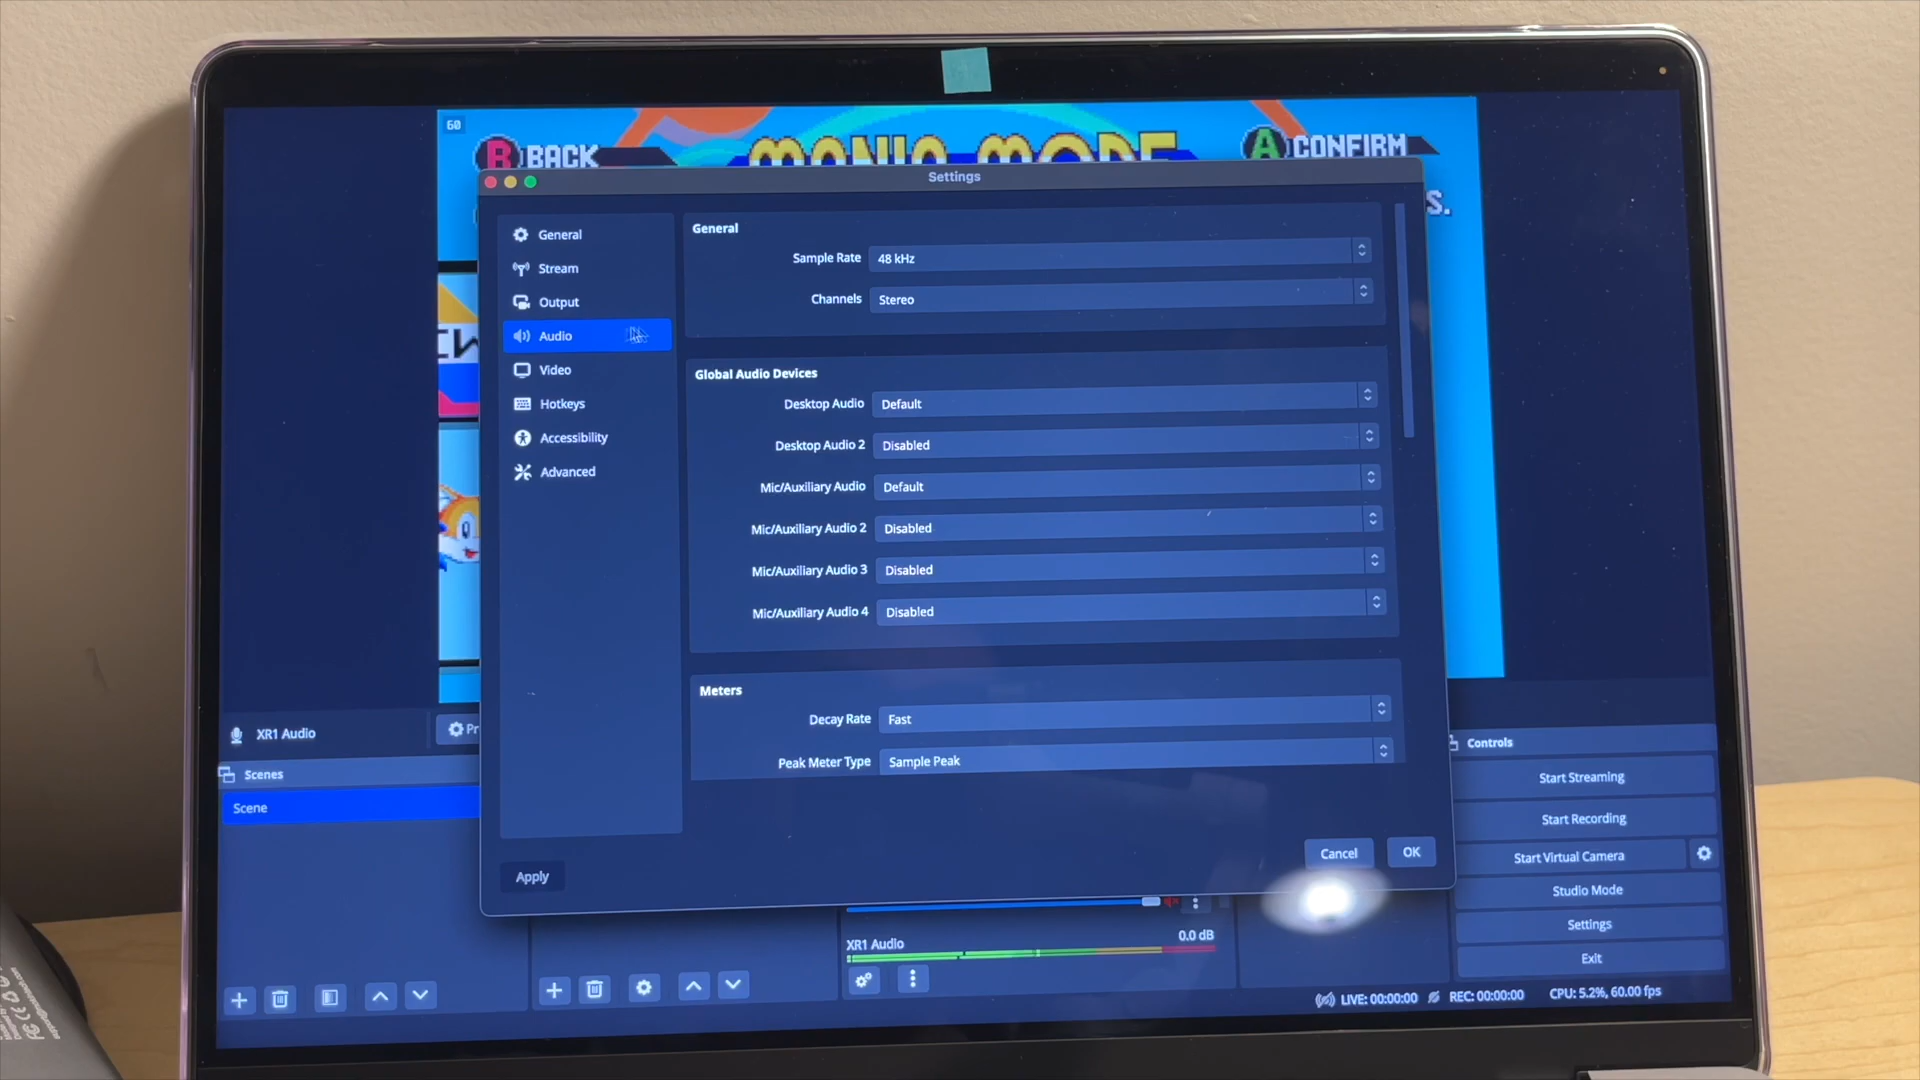 60
B BACK
MANIA MODE
A CONFIRM
S.
Settings
General
Stream
Output
Audio
Video
Hotkeys
Accessibility
Advanced
General
Sample Rate 48 kHz
Channels Stereo
Global Audio Devices
Desktop Audio Default
Desktop Audio 2 Disabled
Mic/Auxiliary Audio Default
Mic/Auxiliary Audio 2 Disabled
Mic/Auxiliary Audio 3 Disabled
Mic/Auxiliary Audio 4 Disabled
Meters
Decay Rate Fast
Peak Meter Type Sample Peak
Apply
Cancel
OK
XR1 Audio
Pr
Scenes
Scene
XR1 Audio 0.0 dB
Controls
Start Streaming
Start Recording
Start Virtual Camera
Studio Mode
Settings
Exit
LIVE: 00:00:00 REC: 00:00:00 CPU: 5.2%, 60.00 fps